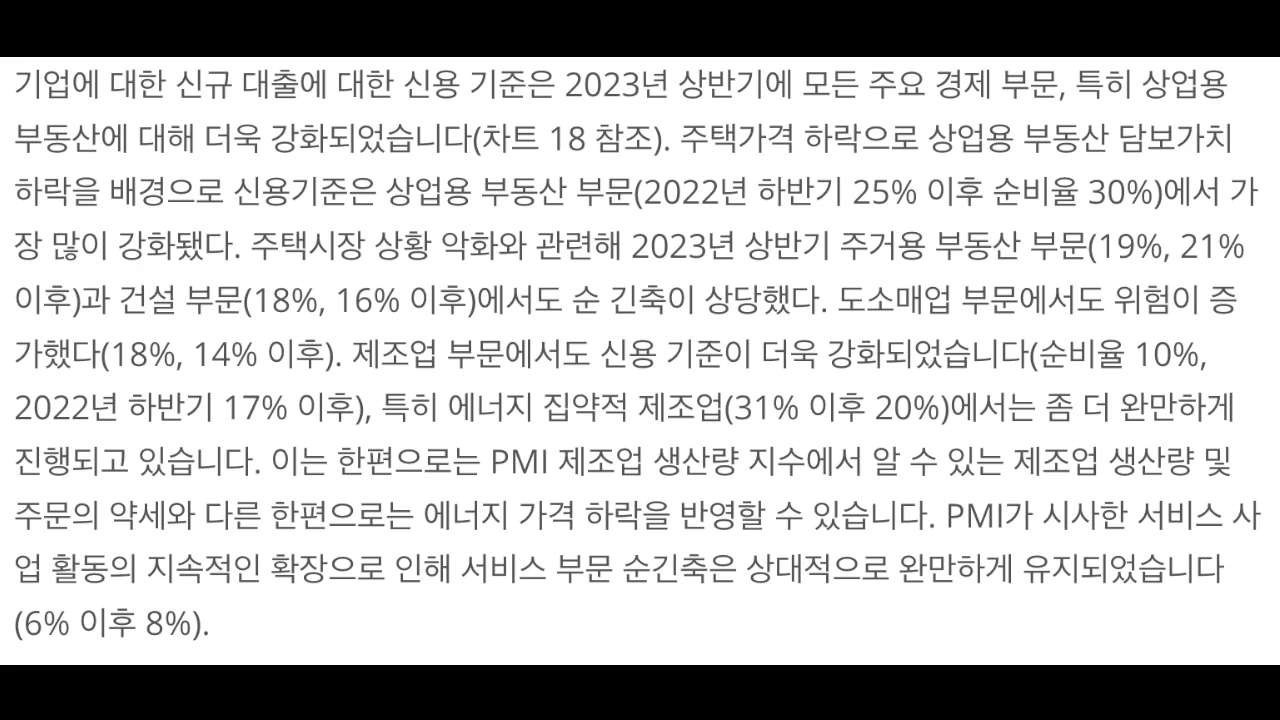 기업에 대한 신규 대출에 대한 신용 기준은 2023년 상반기에 모든 주요 경제 부문, 특히 상업용
부동산에 대해 더욱 강화되었습니다(차트 18 참조). 주택가격 하락으로 상업용 부동산 담보가치
하락을 배경으로 신용기준은 상업용 부동산 부문(2022년 하반기 25% 이후 순비율 30%)에서 가
장 많이 강화됐다. 주택시장 상황 악화와 관련해 2023년 상반기 주거용 부동산 부문(19%, 21%
이후)과 건설 부문(18%, 16% 이후)에서도 순 긴축이 상당했다. 도소매업 부문에서도 위험이 증
가했다(18%, 14% 이후). 제조업 부문에서도 신용 기준이 더욱 강화되었습니다(순비율 10%,
2022년 하반기 17% 이후), 특히 에너지 집약적 제조업(31% 이후 20%)에서는 좀 더 완만하게
진행되고 있습니다. 이는 한편으로는 PMI 제조업 생산량 지수에서 알 수 있는 제조업 생산량 및
주문의 약세와 다른 한편으로는 에너지 가격 하락을 반영할 수 있습니다. PMI가 시사한 서비스 사
업 활동의 지속적인 확장으로 인해 서비스 부문 순긴축은 상대적으로 완만하게 유지되었습니다
(6% 이후 8%).